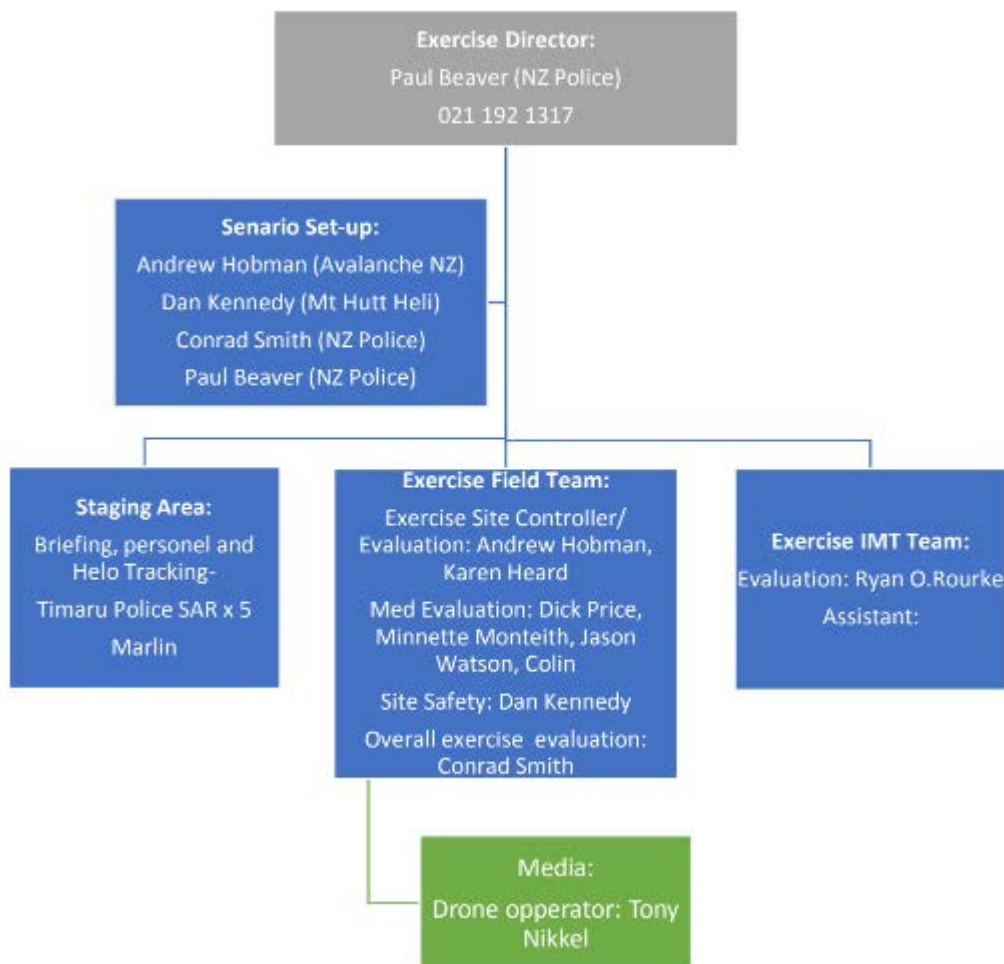 Exercise Director:
Paul Beaver (NZ Police)
021 192 1317
Senario Set-up:
Andrew Hobman (Avalanche NZ)
Dan Kennedy (Mt Hutt Heli)
Conrad Smith (NZ Police)
Paul Beaver (NZ Police)
Staging Area:
Briefing, personel and
Helo Tracking-
Timaru Police SAR x 5
Marlin
Exercise Field Team:
Exercise Site Controller/
Evaluation: Andrew Hobman,
Karen Heard
Med Evaluation: Dick Price,
Minnette Monteith, Jason
Watson, Colin
Site Safety: Dan Kennedy
Overall exercise evaluation:
Conrad Smith
Exercise IMT Team:
Evaluation: Ryan O.Rourke
Assistant:
Media:
Drone opperator: Tony
Nikkel